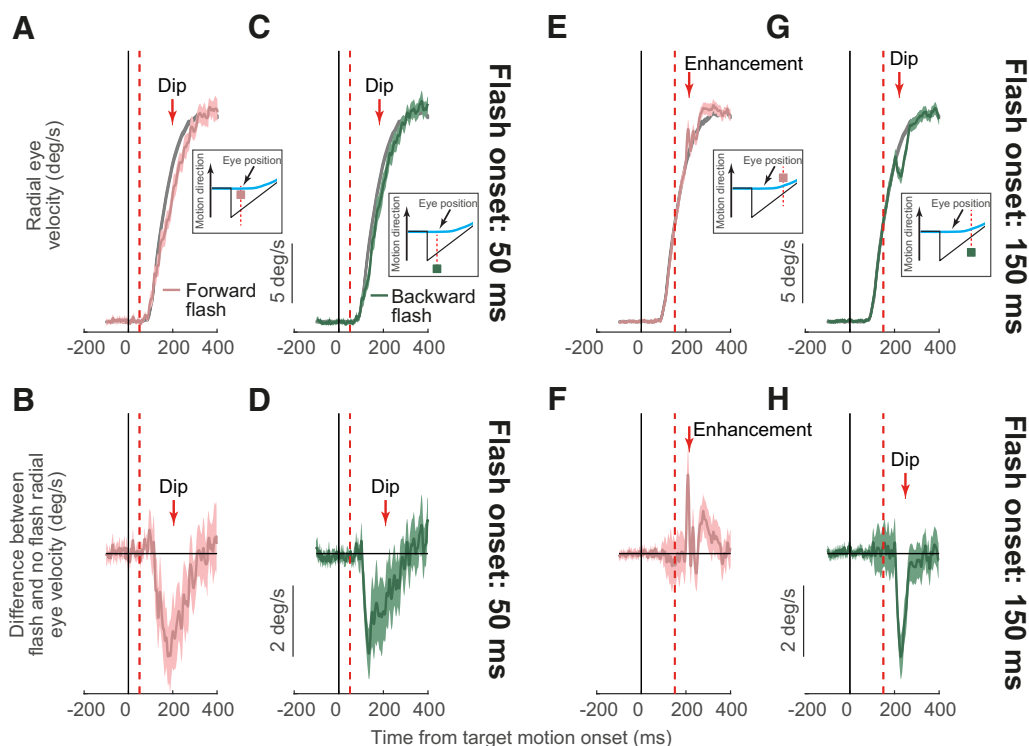 A
C
E
G
Dip
Dip
Enhancement
Dip
Radial eye
velocity (deg/s)
Motion direction
Eye position
Motion direction
Eye position
Motion direction
Eye position
Motion direction
Eye position
5 deg/s
5 deg/s
Forward
flash
Backward
flash
Flash onset: 50 ms
Flash onset: 150 ms
-200 0 200 400
-200 0 200 400
-200 0 200 400
-200 0 200 400
B
D
F
H
Dip
Dip
Enhancement
Dip
Difference between
flash and no flash radial
eye velocity (deg/s)
2 deg/s
2 deg/s
Flash onset: 50 ms
Flash onset: 150 ms
-200 0 200 400
-200 0 200 400
-200 0 200 400
-200 0 200 400
Time from target motion onset (ms)